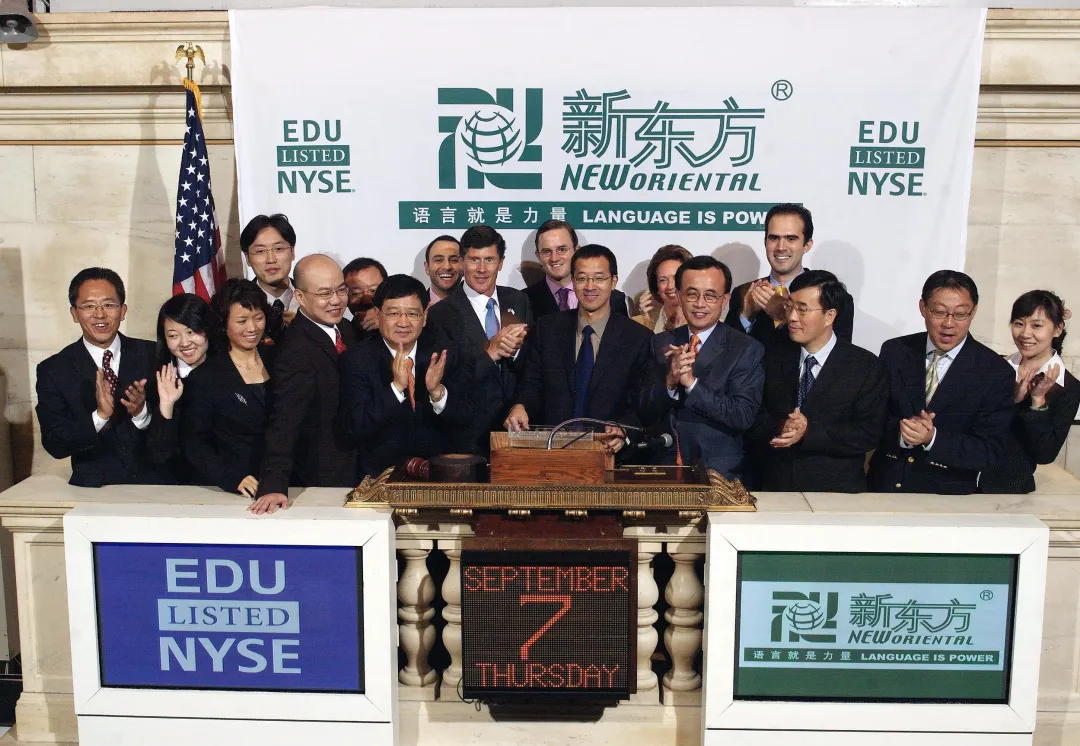 EDU
LISTED
NYSE®
新东方®
NEW ORIENTAL
语言就是力量 LANGUAGE IS POW
EDU
LISTED
NYSE®
EDU
LISTED
NYSE
SEPTEMBER
7
THURSDAY
新东方®
NEW ORIENTAL
语言就是力量 LANGUAGE IS POWER